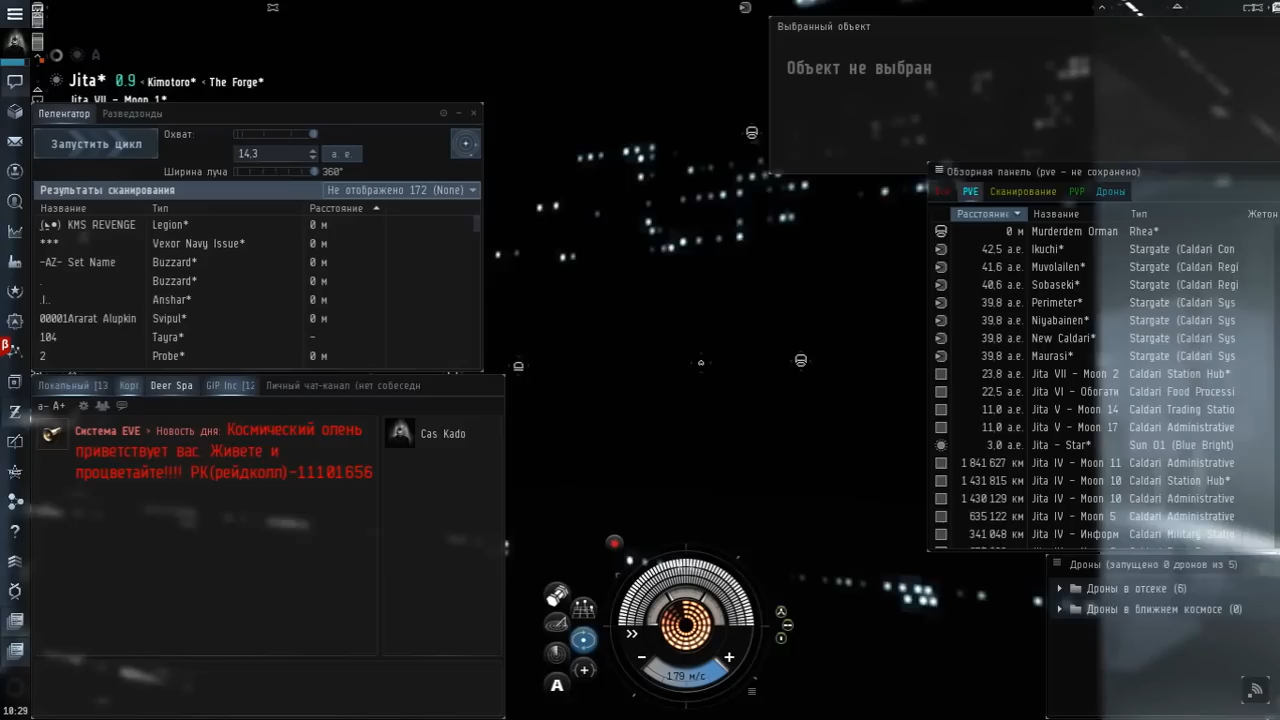 Jita* 0.9 < Kimotoro* < The Forge*
Jita VII - Moon 1*
Пеленгатор Разведзонды
Запустить цикл
Охват:
14,3 а. е.
Ширина луча 360°
Результаты сканирования
Не отображено 172 (None)
Название Тип Расстояние
KMS REVENGE Legion* 0 м
*** Vexor Navy Issue* 0 м
-AZ- Set Name Buzzard* 0 м
. Buzzard* 0 м
.I.. Anshar* 0 м
00001Ararat Alupkin Svipul* 0 м
104 Tayra* -
2 Probe* 0 м
Локальный [13 Корп Deer Spa GIP Inc [12 Личный чат-канал (нет собеседн
a- A+
Система EVE > Новость дня: Космический олень
приветствует вас. Живете и
процветайте!!!! РК(рейдколл)-11101656
Cas Kado
Выбранный объект
Объект не выбран
Обзорная панель (pve - не сохранено)
PVE Сканирование PVP Дроны
Расстояние Название Тип Жетон
0 м Murderdem Orman Rhea*
42,5 а.е. Ikuchi* Stargate (Caldari Con
41,6 а.е. Muvolailen* Stargate (Caldari Regi
40,6 а.е. Sobaseki* Stargate (Caldari Regi
39,8 а.е. Perimeter* Stargate (Caldari Sys
39,8 а.е. Niyabainen* Stargate (Caldari Sys
39,8 а.е. New Caldari* Stargate (Caldari Sys
39,8 а.е. Maurasi* Stargate (Caldari Sys
23,8 а.е. Jita VII - Moon 2 Caldari Station Hub*
22,5 а.е. Jita VI - Обогати Caldari Food Processi
11,0 а.е. Jita V - Moon 14 Caldari Trading Statio
11,0 а.е. Jita V - Moon 17 Caldari Administrative
3,0 а.е. Jita - Star* Sun O1 (Blue Bright)
1 841 627 км Jita IV - Moon 11 Caldari Administrative
1 431 815 км Jita IV - Moon 10 Caldari Station Hub*
1 430 129 км Jita IV - Moon 10 Caldari Administrative
635 122 км Jita IV - Moon 5 Caldari Administrative
341 048 км Jita IV - Информ Caldari Military Statio
Дроны (запущено 0 дронов из 5)
Дроны в отсеке (6)
Дроны в ближнем космосе (0)
179 м/с
A
10:29